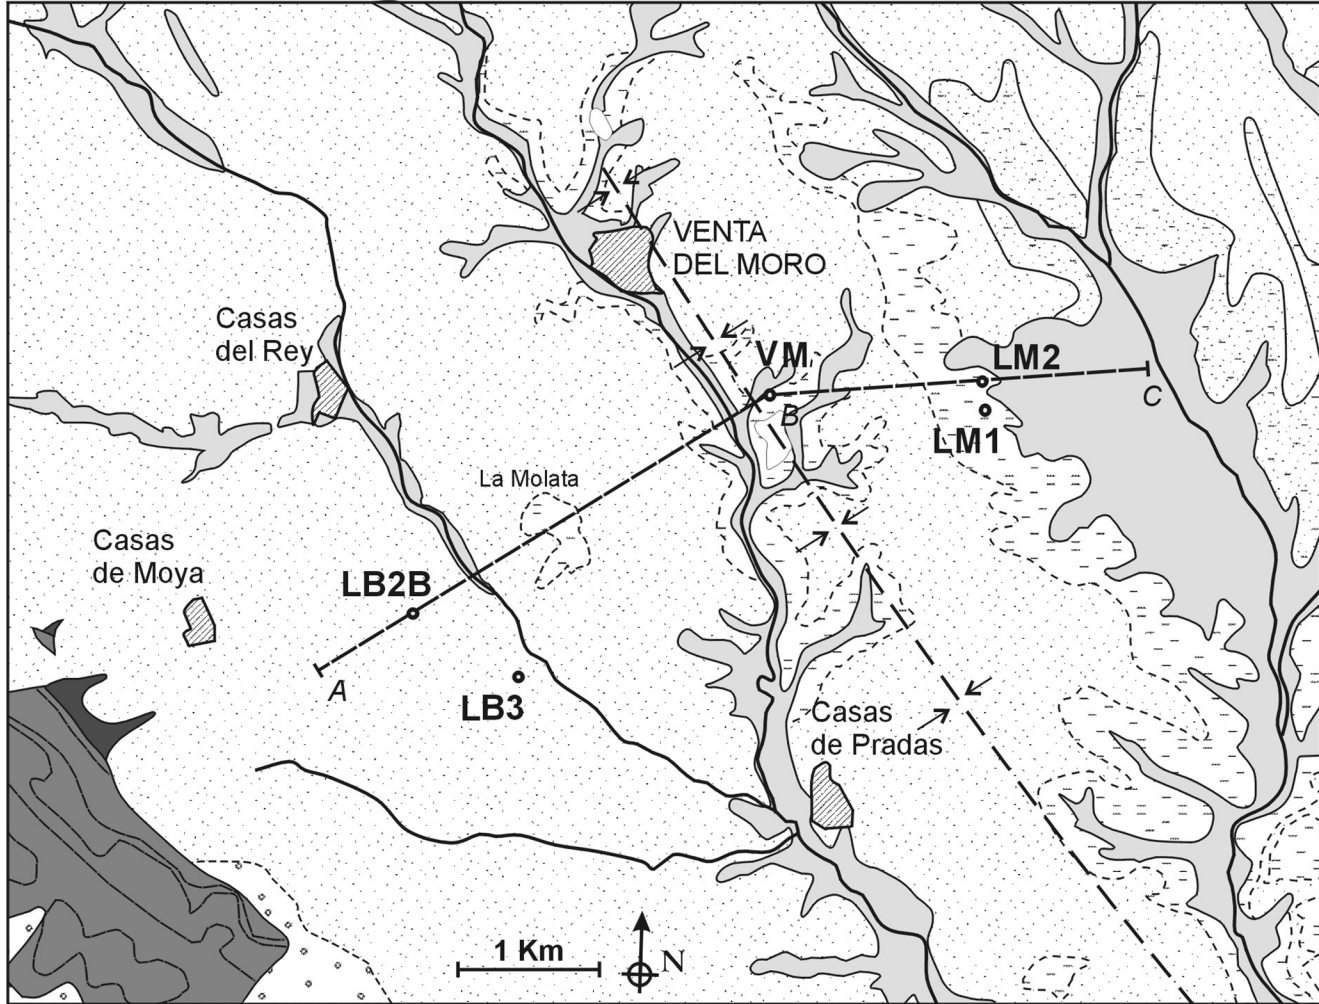 VENTA
DEL MORO
Casas
del Rey
VM
LM2
B
C
LM1
La Molata
Casas
de Moya
LB2B
A
LB3
Casas
de Pradas
1 Km
N